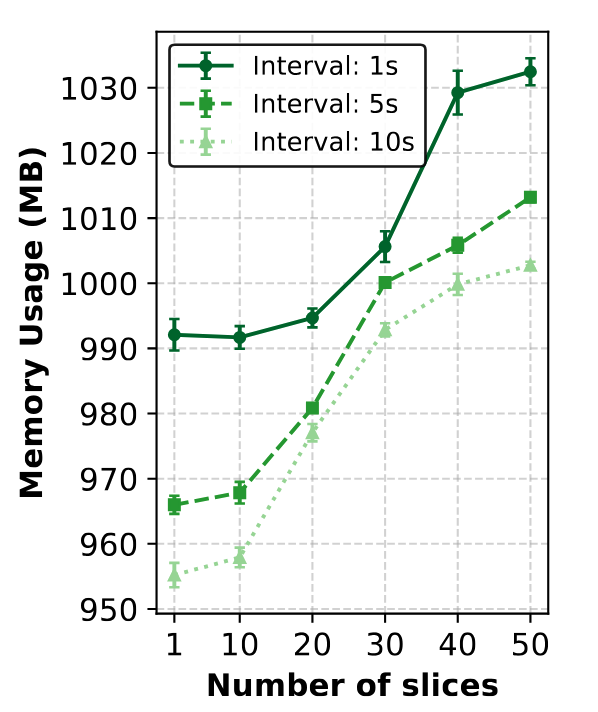 Interval: 1s
Interval: 5s
Interval: 10s
1030
1020
1010
1000
990
980
970
960
950
Memory Usage (MB)
1 10 20 30 40 50
Number of slices